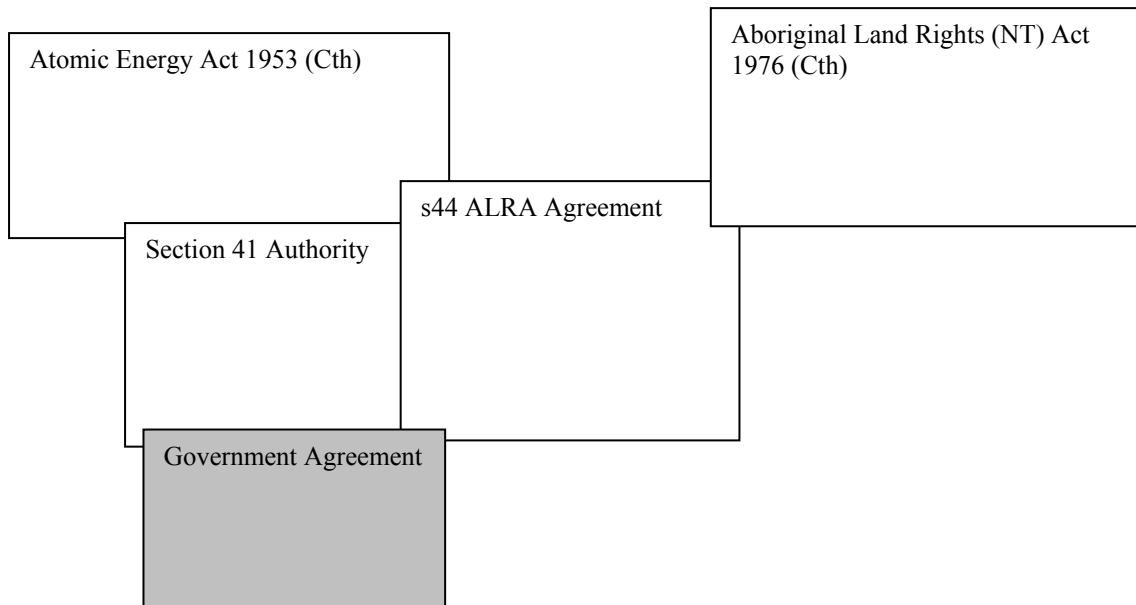 Atomic Energy Act 1953 (Cth)
Aboriginal Land Rights (NT) Act
1976 (Cth)
s44 ALRA Agreement
Section 41 Authority
Government Agreement